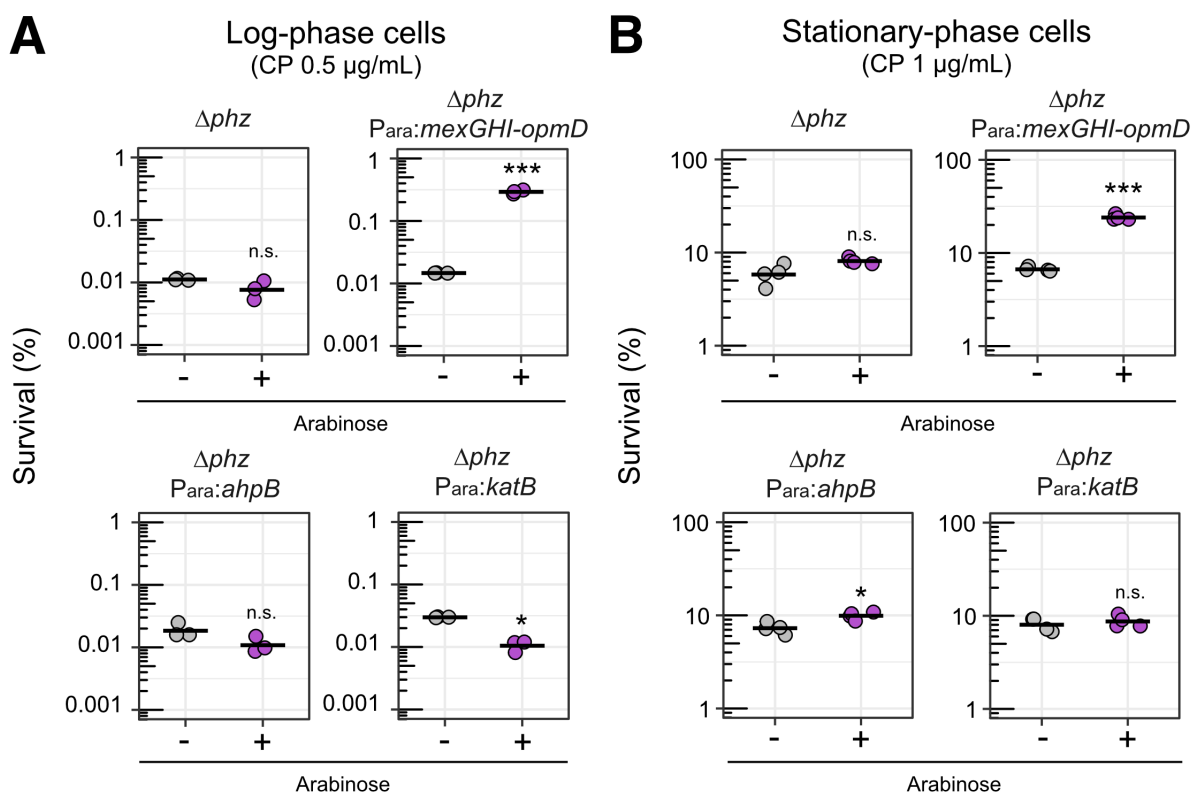 A
Log-phase cells
(CP 0.5 µg/mL)
Survival (%)
Δphz
1
0.1
0.01
0.001
n.s.
- +
Δphz
Para:mexGHI-opmD
1
0.1
0.01
0.001
***
- +
Arabinose
Δphz
Para:ahpB
1
0.1
0.01
0.001
n.s.
- +
Δphz
Para:katB
1
0.1
0.01
0.001
*
- +
Arabinose
B
Stationary-phase cells
(CP 1 µg/mL)
Survival (%)
Δphz
100
10
1
n.s.
- +
Δphz
Para:mexGHI-opmD
100
10
1
***
- +
Arabinose
Δphz
Para:ahpB
100
10
1
*
- +
Δphz
Para:katB
100
10
1
n.s.
- +
Arabinose